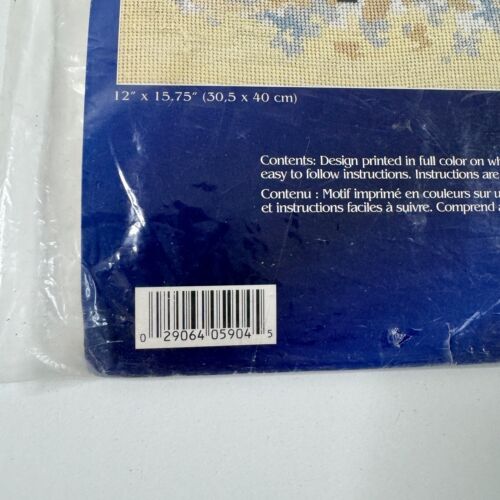 12" x 15.75" (30,5 x 40 cm)
Contents: Design printed in full color on wh
easy to follow instructions. Instructions are
Contenu : Motif imprimé en couleurs sur u
et instructions faciles à suivre. Comprend a
0 29064 05904 5